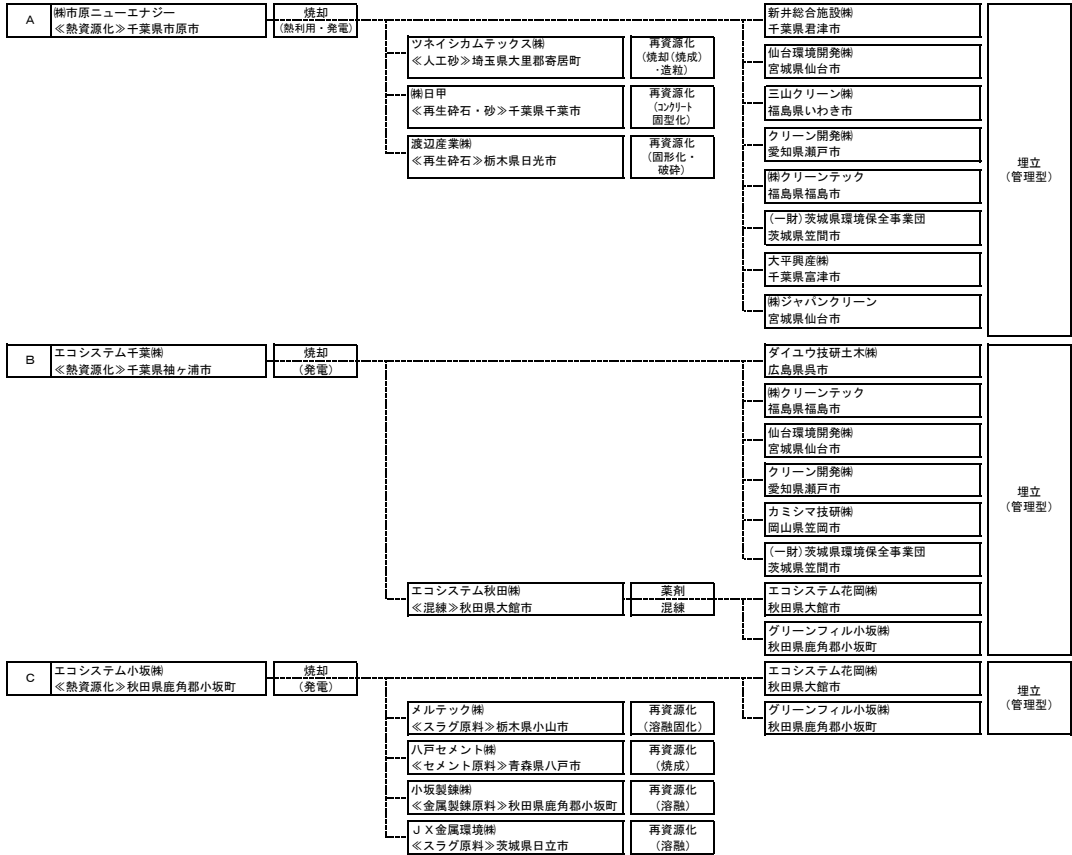 A
㈱市原ニューエナジー
≪熱資源化≫千葉県市原市
焼却
(熱利用・発電)
ツネイシカムテックス㈱
≪人工砂≫埼玉県大里郡寄居町
再資源化
(焼却(焼成)
・造粒)
㈱日甲
≪再生砕石・砂≫千葉県千葉市
再資源化
(コンクリート
固型化)
渡辺産業㈱
≪再生砕石≫栃木県日光市
再資源化
(固形化・
破砕)
新井総合施設㈱
千葉県君津市
仙台環境開発㈱
宮城県仙台市
三山クリーン㈱
福島県いわき市
クリーン開発㈱
愛知県瀬戸市
㈱クリーンテック
福島県福島市
(一財)茨城県環境保全事業団
茨城県笠間市
大平興産㈱
千葉県富津市
㈱ジャパンクリーン
宮城県仙台市
埋立
(管理型)
B
エコシステム千葉㈱
≪熱資源化≫千葉県袖ヶ浦市
焼却
(発電)
エコシステム秋田㈱
≪混練≫秋田県大館市
薬剤
混練
ダイユウ技研土木㈱
広島県呉市
㈱クリーンテック
福島県福島市
仙台環境開発㈱
宮城県仙台市
クリーン開発㈱
愛知県瀬戸市
カミシマ技研㈱
岡山県笠岡市
(一財)茨城県環境保全事業団
茨城県笠間市
エコシステム花岡㈱
秋田県大館市
グリーンフィル小坂㈱
秋田県鹿角郡小坂町
埋立
(管理型)
C
エコシステム小坂㈱
≪熱資源化≫秋田県鹿角郡小坂町
焼却
(発電)
メルテック㈱
≪スラグ原料≫栃木県小山市
再資源化
(溶融固化)
八戸セメント㈱
≪セメント原料≫青森県八戸市
再資源化
(焼成)
小坂製錬㈱
≪金属製錬原料≫秋田県鹿角郡小坂町
再資源化
(溶融)
ＪＸ金属環境㈱
≪スラグ原料≫茨城県日立市
再資源化
(溶融)
エコシステム花岡㈱
秋田県大館市
グリーンフィル小坂㈱
秋田県鹿角郡小坂町
埋立
(管理型)